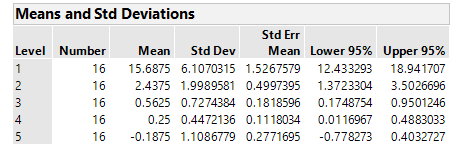 Means and Std Deviations
Std Err
Level Number Mean Std Dev Mean Lower 95% Upper 95%
1 16 15.6875 6.1070315 1.5267579 12.433293 18.941707
2 16 2.4375 1.9989581 0.4997395 1.3723304 3.5026696
3 16 0.5625 0.7274384 0.1818596 0.1748754 0.9501246
4 16 0.25 0.4472136 0.1118034 0.0116967 0.4883033
5 16 -0.1875 1.1086779 0.2771695 -0.778273 0.4032727